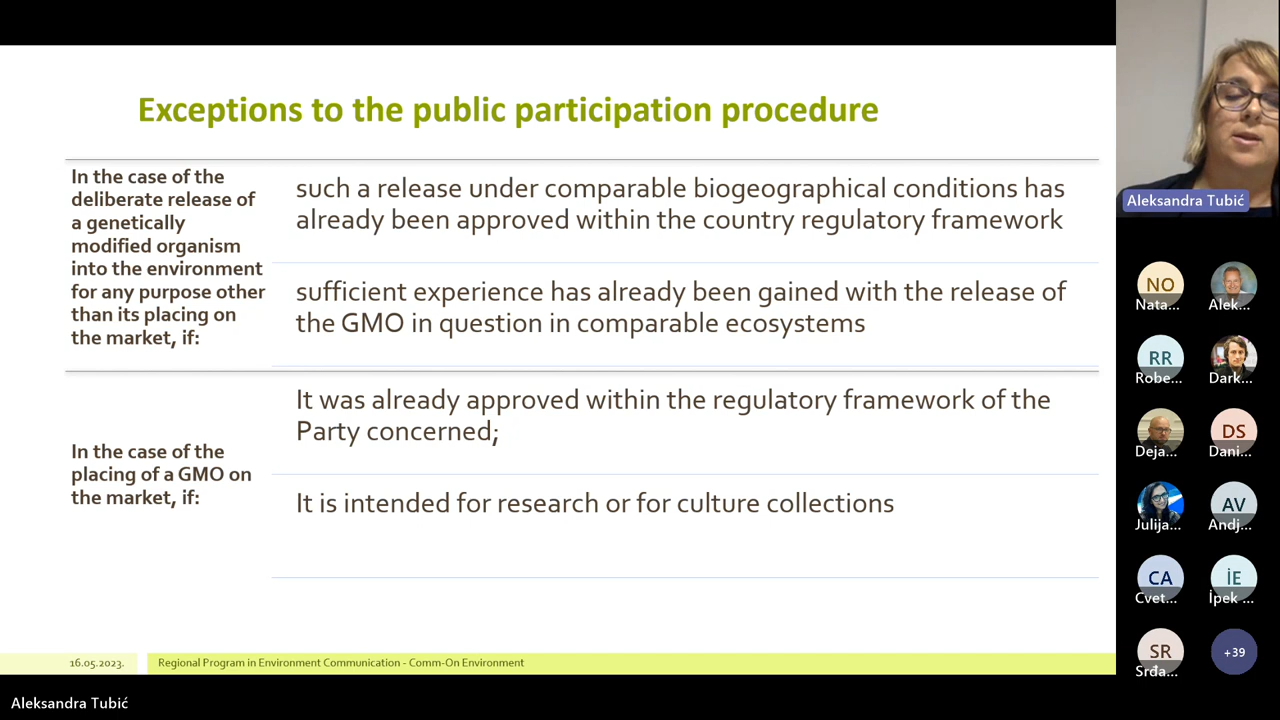 Exceptions to the public participation procedure
In the case of the
deliberate release of
a genetically
modified organism
into the environment
for any purpose other
than its placing on
the market, if:
such a release under comparable biogeographical conditions has
already been approved within the country regulatory framework
sufficient experience has already been gained with the release of
the GMO in question in comparable ecosystems
In the case of the
placing of a GMO on
the market, if:
It was already approved within the regulatory framework of the
Party concerned;
It is intended for research or for culture collections
16.05.2023.
Regional Program in Environment Communication - Comm-On Environment
Aleksandra Tubić
Aleksandra Tubić
NO
Nata...
Alek...
RR
Robe...
Dark...
Deja...
DS
Dani...
Julija...
AV
Andj...
CA
Cvet...
İE
İpek ...
SR
Srđa...
+39